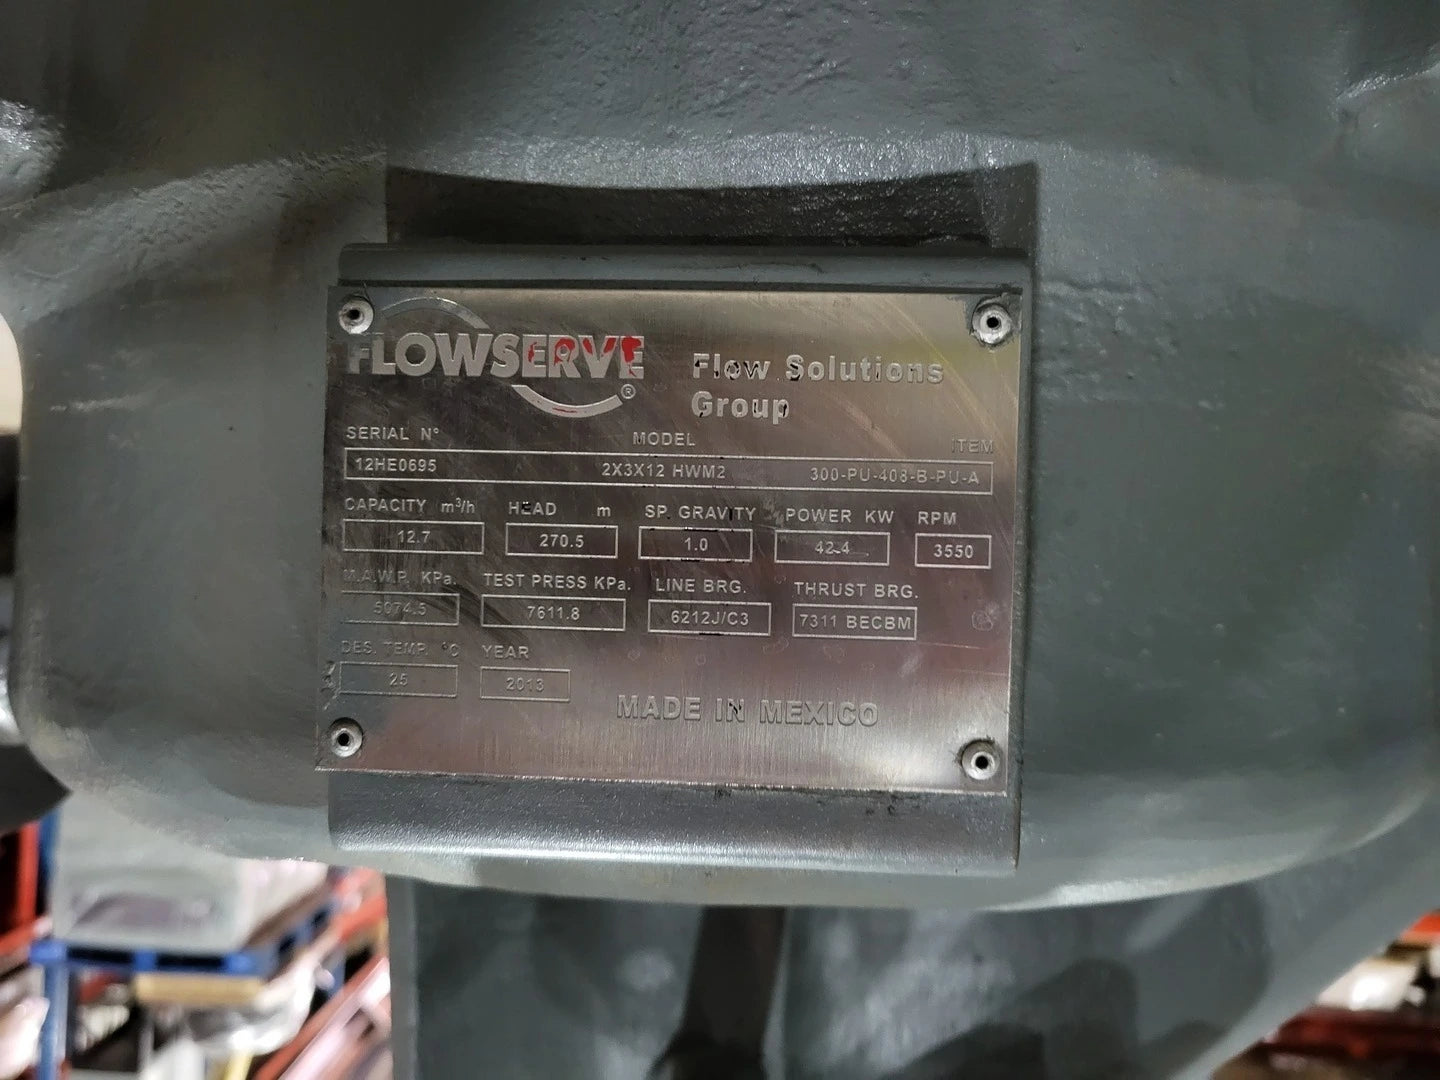 FLOWSERVE ®
Flow Solutions
Group
SERIAL N° MODEL ITEM
12HE0695 2X3X12 HWM2 300-PU-408-B-PU-A
CAPACITY m³/h HEAD m SP. GRAVITY POWER KW RPM
12.7 270.5 1.0 42.4 3550
M.A.W.P. KPa. TEST PRESS KPa. LINE BRG. THRUST BRG.
5074.5 7611.8 6212J/C3 7311 BECBM
DES. TEMP. °C YEAR
25 2013
MADE IN MEXICO